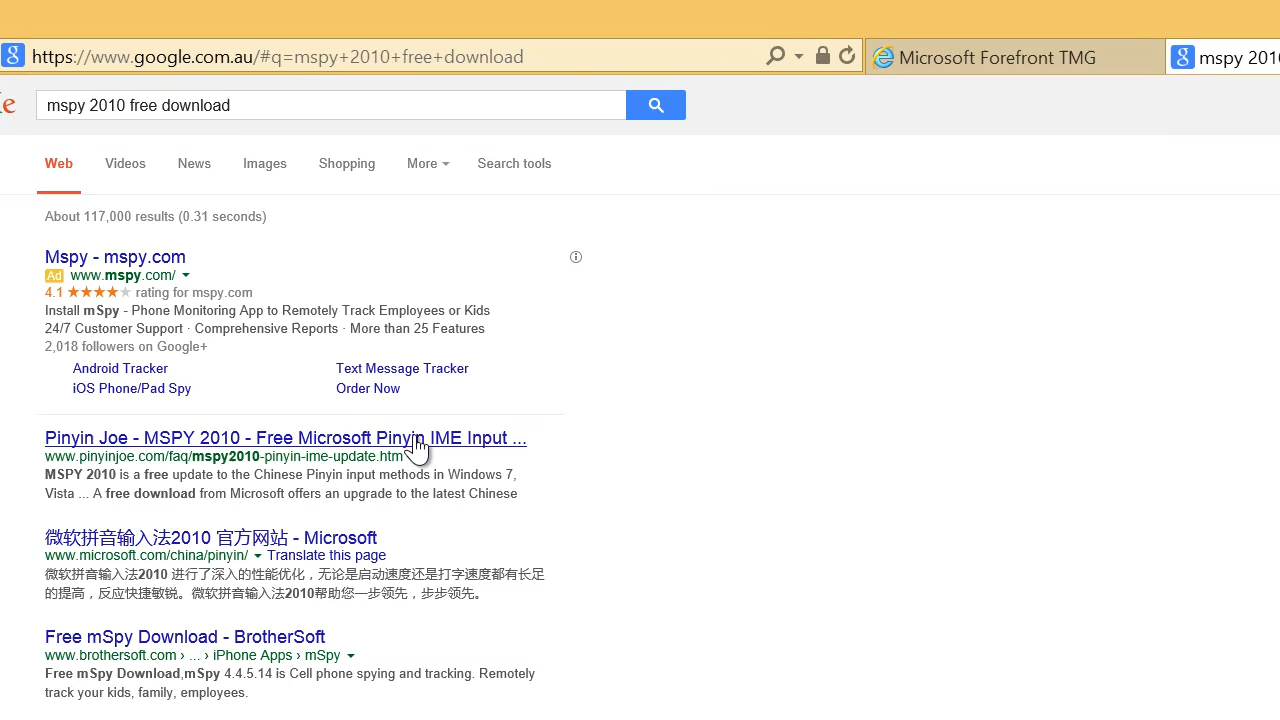 https://www.google.com.au/#q=mspy+2010+free+download
Microsoft Forefront TMG
mspy 201
mspy 2010 free download
Web Videos News Images Shopping More Search tools
About 117,000 results (0.31 seconds)
Mspy - mspy.com
Ad www.mspy.com/
4.1 ★★★★★ rating for mspy.com
Install mSpy - Phone Monitoring App to Remotely Track Employees or Kids
24/7 Customer Support · Comprehensive Reports · More than 25 Features
2,018 followers on Google+
Android Tracker Text Message Tracker
iOS Phone/Pad Spy Order Now
Pinyin Joe - MSPY 2010 - Free Microsoft Pinyin IME Input ...
www.pinyinjoe.com/faq/mspy2010-pinyin-ime-update.htm
MSPY 2010 is a free update to the Chinese Pinyin input methods in Windows 7,
Vista ... A free download from Microsoft offers an upgrade to the latest Chinese
微软拼音输入法2010 官方网站 - Microsoft
www.microsoft.com/china/pinyin/ Translate this page
微软拼音输入法2010 进行了深入的性能优化，无论是启动速度还是打字速度都有长足
的提高，反应快捷敏锐。微软拼音输入法2010帮助您一步领先，步步领先。
Free mSpy Download - BrotherSoft
www.brothersoft.com › ... › iPhone Apps › mSpy
Free mSpy Download,mSpy 4.4.5.14 is Cell phone spying and tracking. Remotely
track your kids, family, employees.